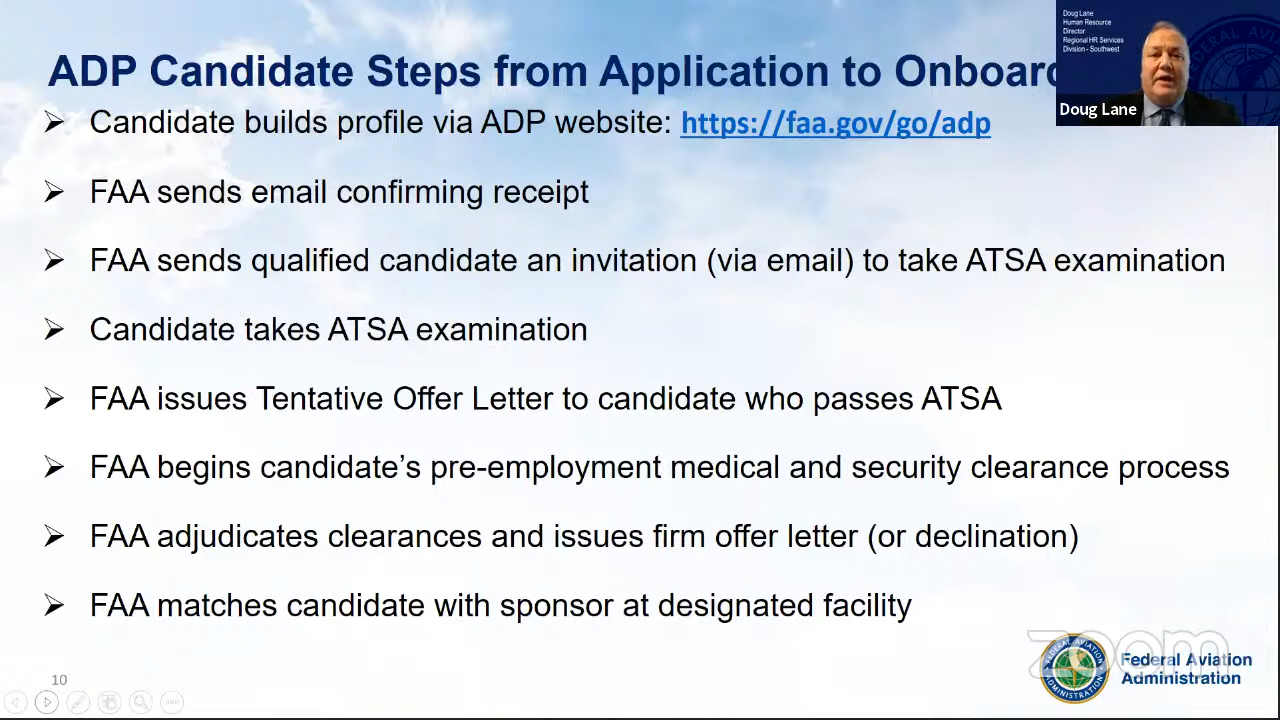 ADP Candidate Steps from Application to Onboar
Doug Lane
Human Resource
Director
Regional HR Services
Division - Southwest
Doug Lane
➢ Candidate builds profile via ADP website: https://faa.gov/go/adp
➢ FAA sends email confirming receipt
➢ FAA sends qualified candidate an invitation (via email) to take ATSA examination
➢ Candidate takes ATSA examination
➢ FAA issues Tentative Offer Letter to candidate who passes ATSA
➢ FAA begins candidate’s pre-employment medical and security clearance process
➢ FAA adjudicates clearances and issues firm offer letter (or declination)
➢ FAA matches candidate with sponsor at designated facility
zoom
FEDERAL AVIATION
ADMINISTRATION
Federal Aviation
Administration
10